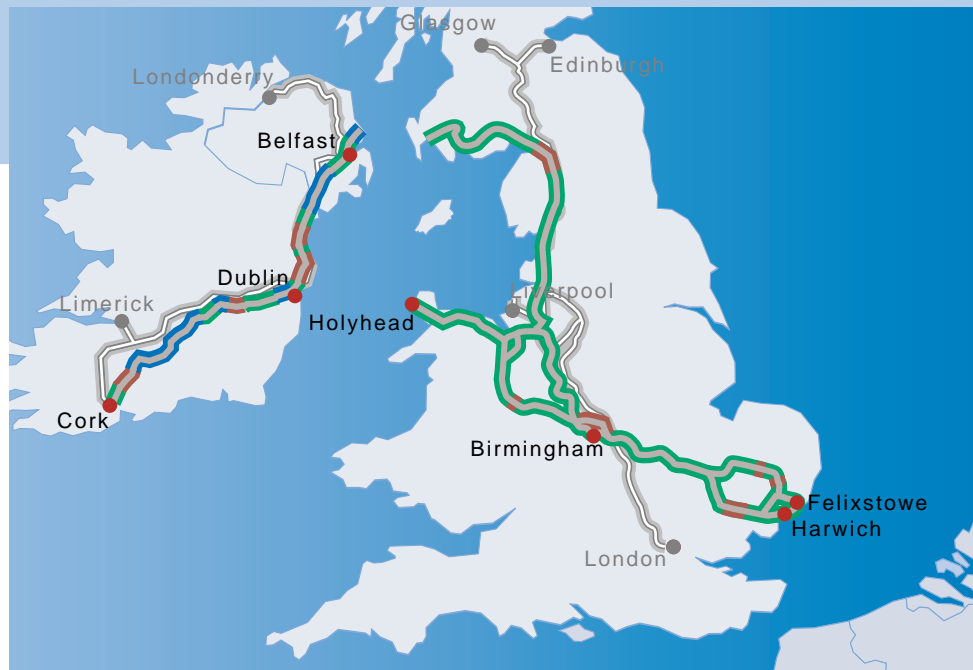 Glasgow
Edinburgh
Londonderry
Belfast
Dublin
Limerick
Liverpool
Holyhead
Cork
Birmingham
Felixstowe
Harwich
London